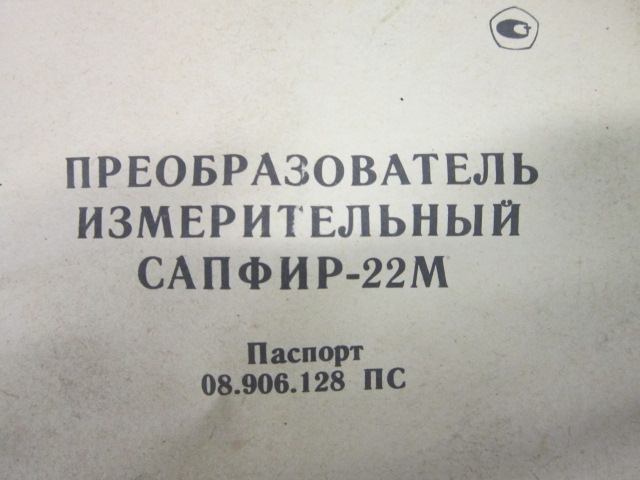 ПРЕОБРАЗОВАТЕЛЬ
ИЗМЕРИТЕЛЬНЫЙ
САПФИР-22М
Паспорт
08.906.128 ПС